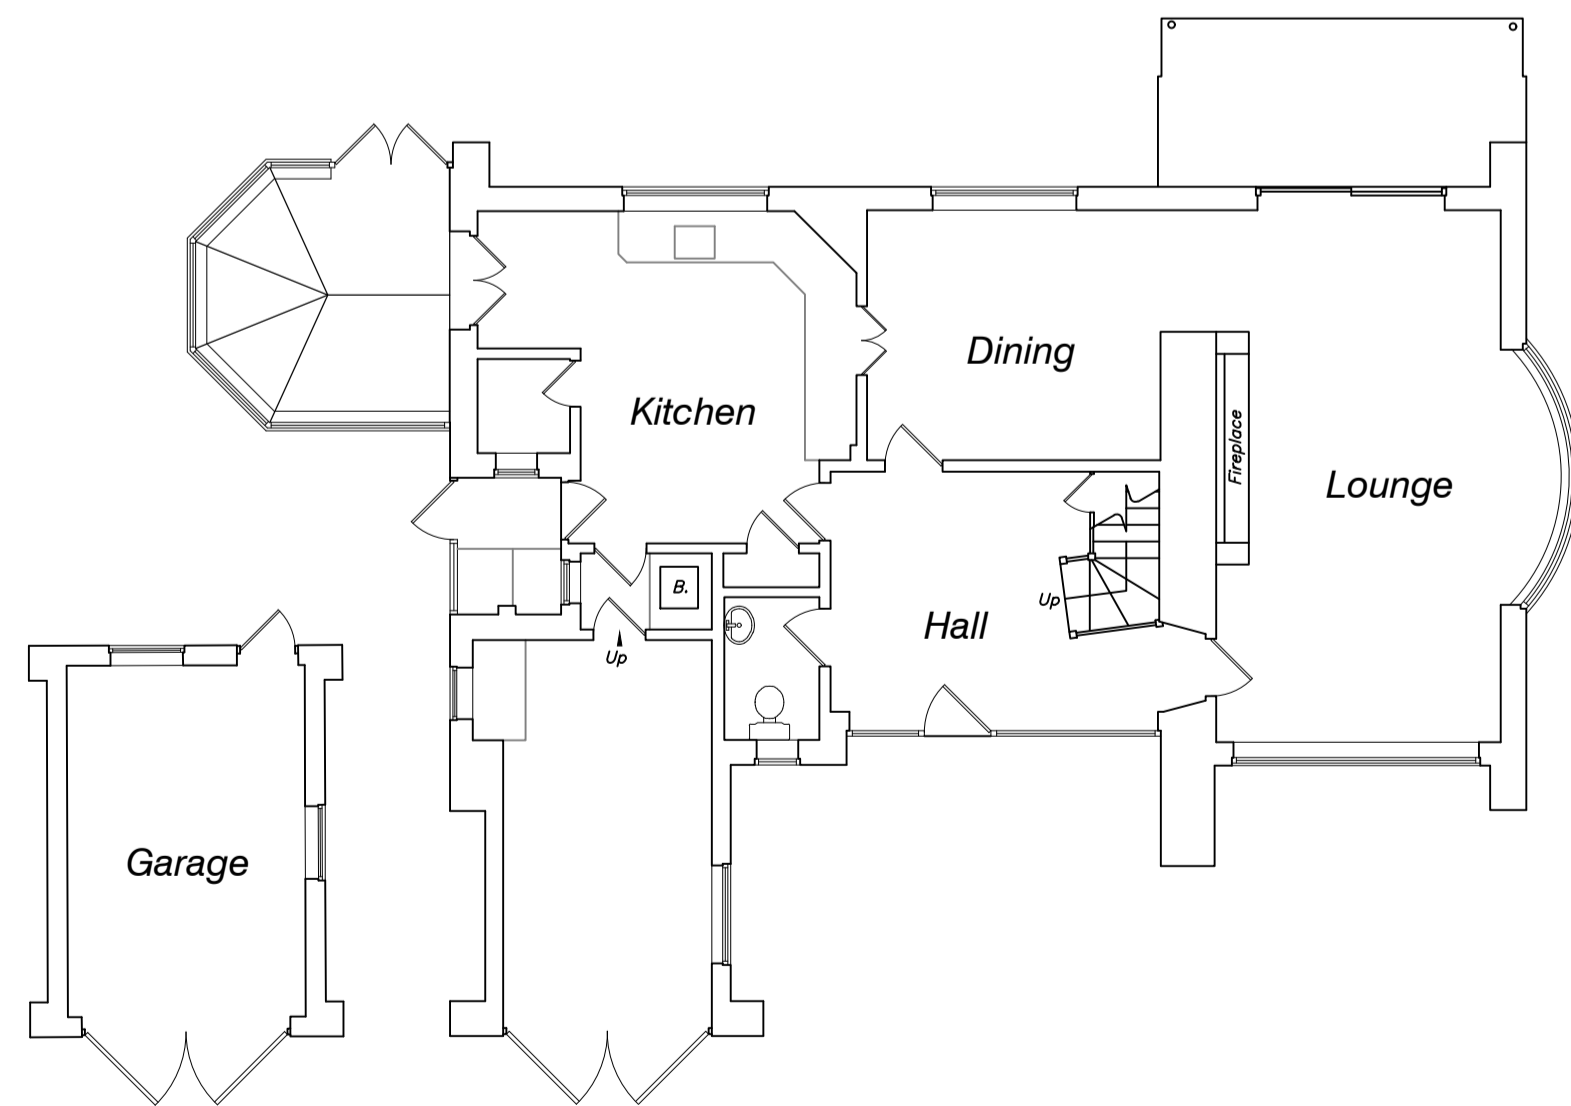 Dining
Kitchen
Fireplace
Lounge
B.
Up
Hall
Up
Garage